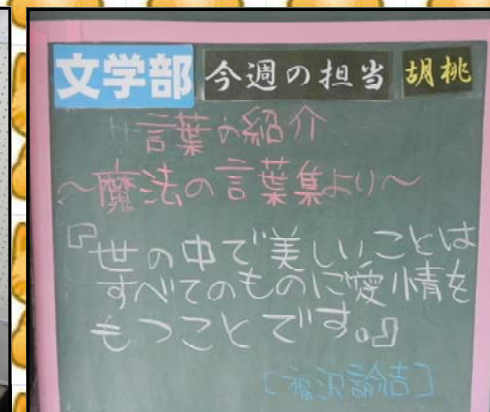 文学部 今週の担当 胡桃
言葉の紹介
～魔法の言葉集より～
『世の中で美しいことは
すべてのものに愛情を
もつことです。』
[福沢諭吉]